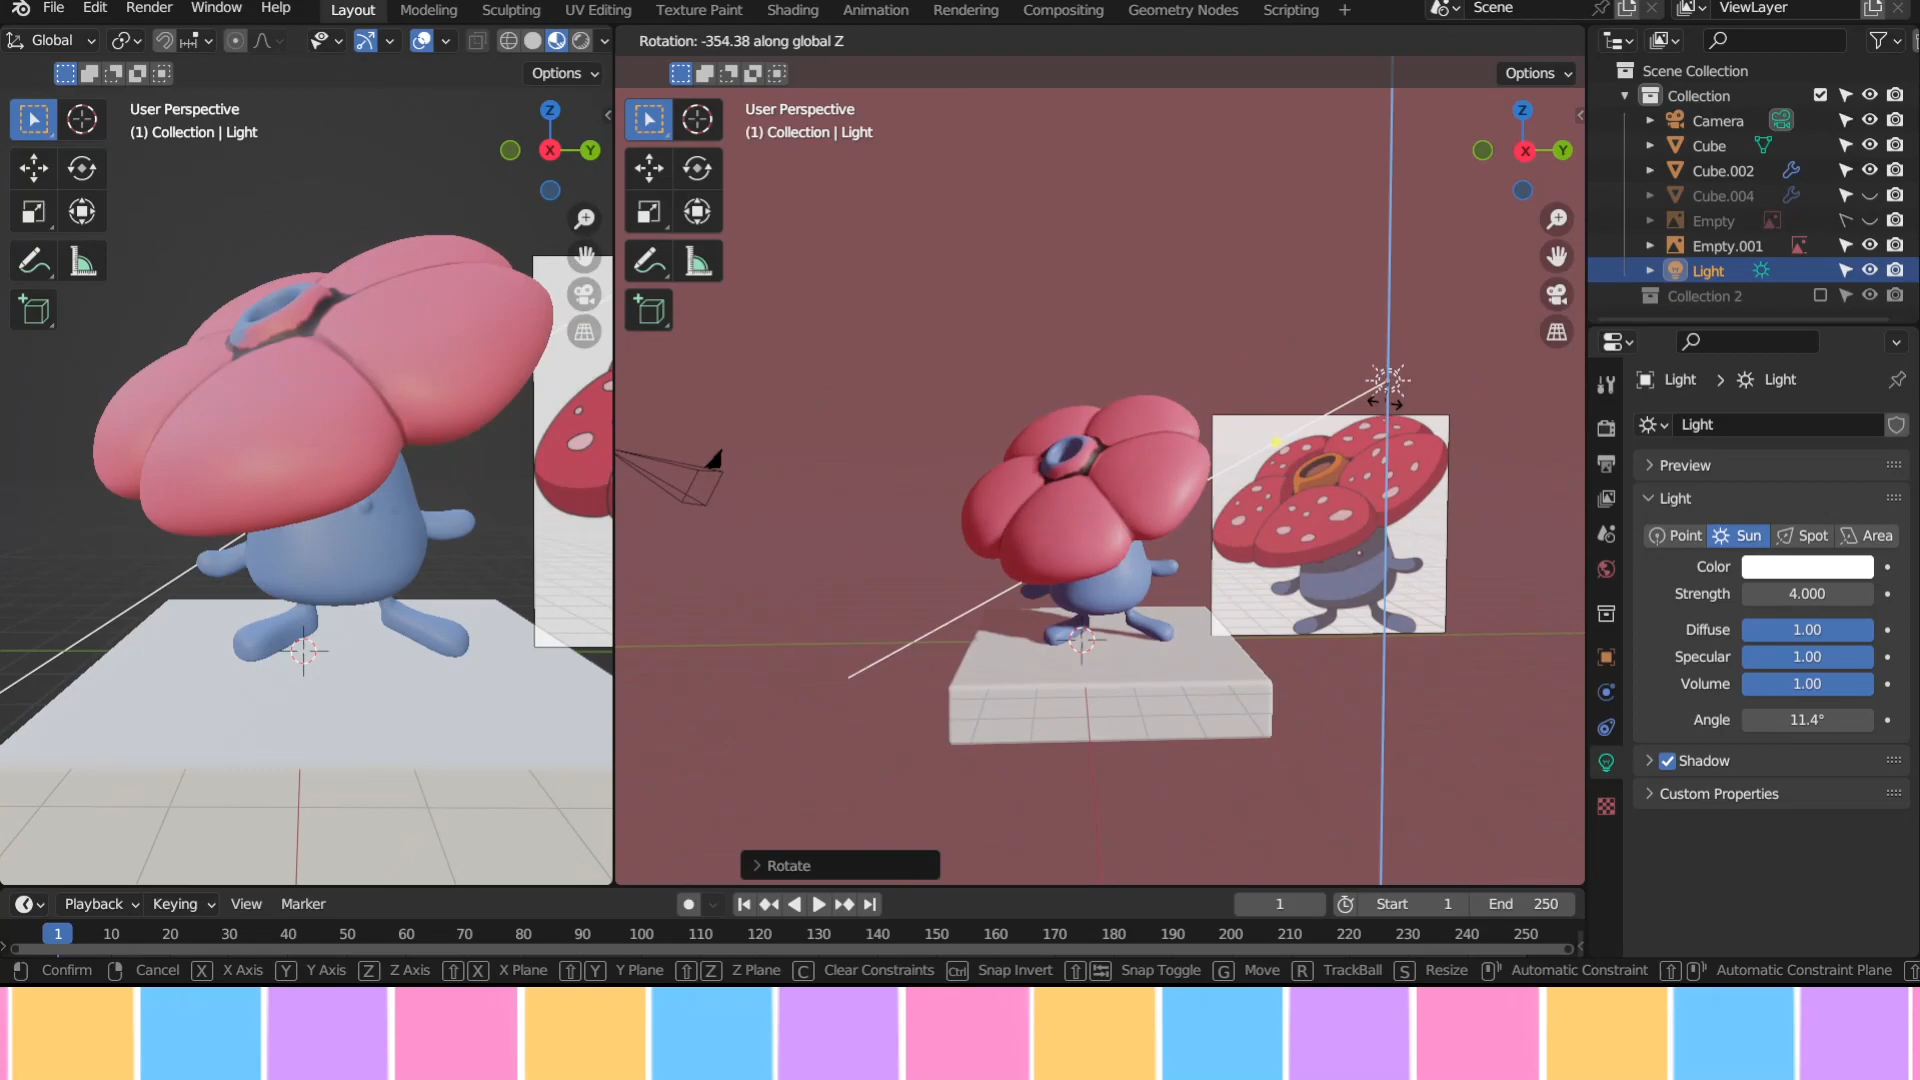 File Edit Render Window Help Layout Modeling Sculpting UV Editing Texture Paint Shading Animation Rendering Compositing Geometry Nodes Scripting + Scene ViewLayer
Global
Rotation: -354.38 along global Z
Options
Options
User Perspective
(1) Collection | Light
Z
X
Y
User Perspective
(1) Collection | Light
Z
X
Y
Rotate
Scene Collection
Collection
Camera
Cube
Cube.002
Cube.004
Empty
Empty.001
Light
Collection 2
Light > Light
Light
Preview
Light
Point Sun Spot Area
Color
Strength 4.000
Diffuse 1.00
Specular 1.00
Volume 1.00
Angle 11.4°
Shadow
Custom Properties
Playback Keying View Marker 1 Start 1 End 250
1 10 20 30 40 50 60 70 80 90 100 110 120 130 140 150 160 170 180 190 200 210 220 230 240 250
Confirm Cancel X X Axis Y Y Axis Z Z Axis X X Plane Y Y Plane Z Z Plane C Clear Constraints Ctrl Snap Invert Snap Toggle G Move R TrackBall S Resize Automatic Constraint Automatic Constraint Plane